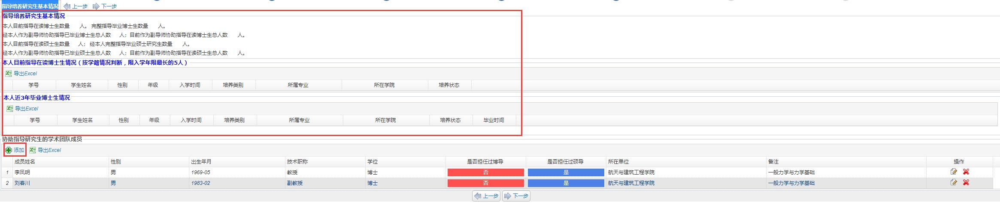 指导培养研究生基本情况 上一步 下一步
指导培养研究生基本情况
本人目前指导在读博士生数量 人。 完整指导毕业博士生数量 人。
经本人作为副导师协助指导已毕业博士生总人数 人；目前作为副导师协助指导在读博士生总人数 人。
本人目前指导在读硕士生数量 人； 经本人完整指导毕业硕士研究生数量 人。
经本人作为副导师协助指导已毕业硕士生总人数 人；目前作为副导师协助指导在读硕士生总人数 人。
本人目前指导在读博士生情况（按学籍情况判断，限入学年限最长的5人）
导出Excel
学号 学生姓名 性别 年级 入学时间 培养类别 所属专业 所在学院 培养状态
本人近3年毕业博士生情况
导出Excel
学号 学生姓名 性别 年级 入学时间 培养类别 所属专业 所在学院 培养状态 毕业时间
协助指导研究生的学术团队成员
添加 导出Excel
成员姓名 性别 出生年月 技术职称 学位 是否担任过博导 是否担任过硕导 所在单位 备注 操作
1 李凤明 男 1969-05 教授 博士 否 是 航天与建筑工程学院 一般力学与力学基础
2 刘春川 男 1983-02 副教授 博士 否 是 航天与建筑工程学院 一般力学与力学基础
上一步 下一步